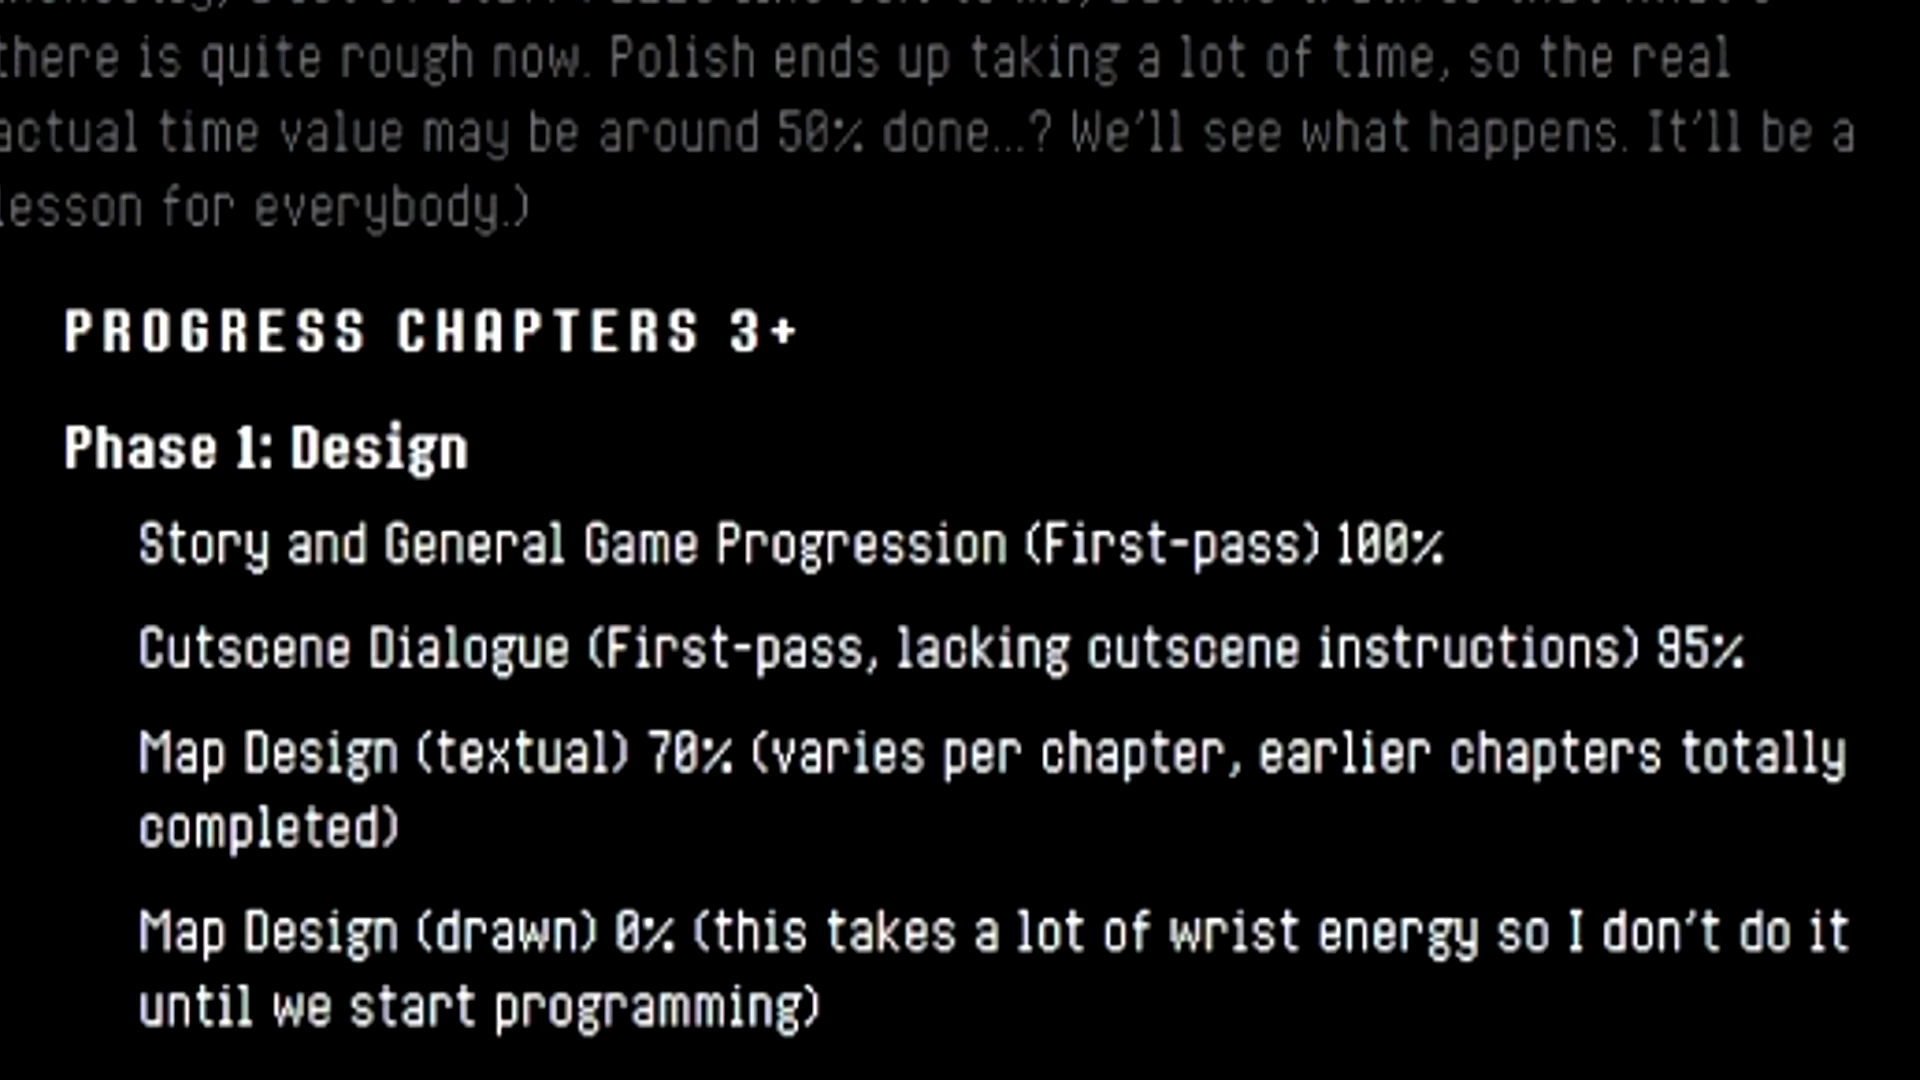 there is quite rough now. Polish ends up taking a lot of time, so the real
actual time value may be around 50% done...? We'll see what happens. It'll be a
lesson for everybody.)
PROGRESS CHAPTERS 3+
Phase 1: Design
Story and General Game Progression (First-pass) 100%
Cutscene Dialogue (First-pass, lacking cutscene instructions) 95%
Map Design (textual) 70% (varies per chapter, earlier chapters totally
completed)
Map Design (drawn) 0% (this takes a lot of wrist energy so I don't do it
until we start programming)